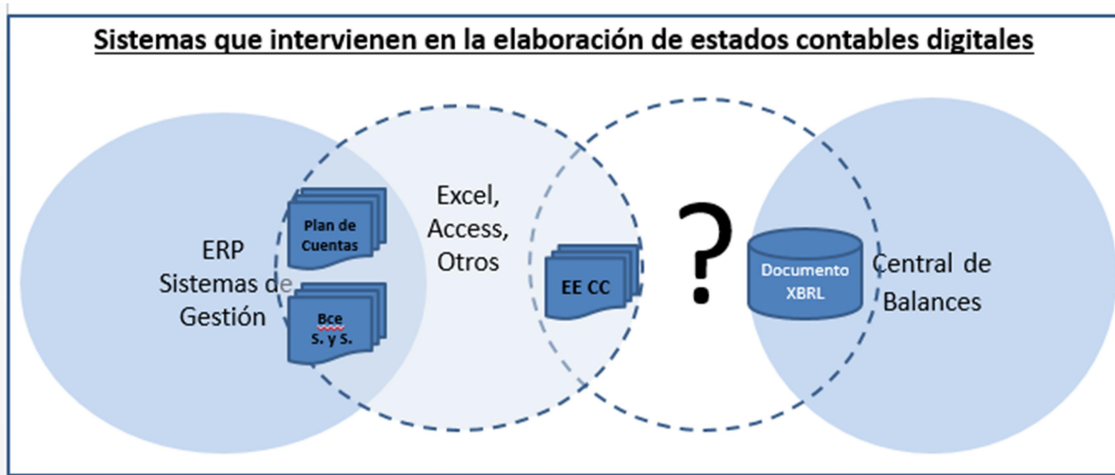 Sistemas que intervienen en la elaboración de estados contables digitales
ERP
Sistemas de
Gestión
Plan de
Cuentas
Bce
S. y S.
Excel,
Access,
Otros
EE CC
?
Documento
XBRL
Central de
Balances